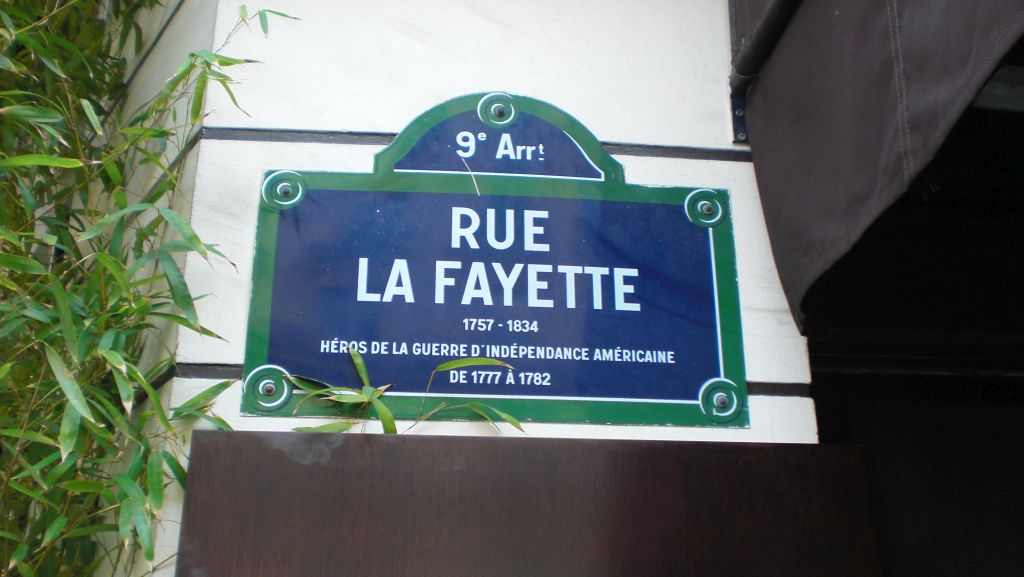 9e Arrt
RUE
LA FAYETTE
1757 - 1834
HÉROS DE LA GUERRE D'INDÉPENDANCE AMÉRICAINE
DE 1777 À 1782